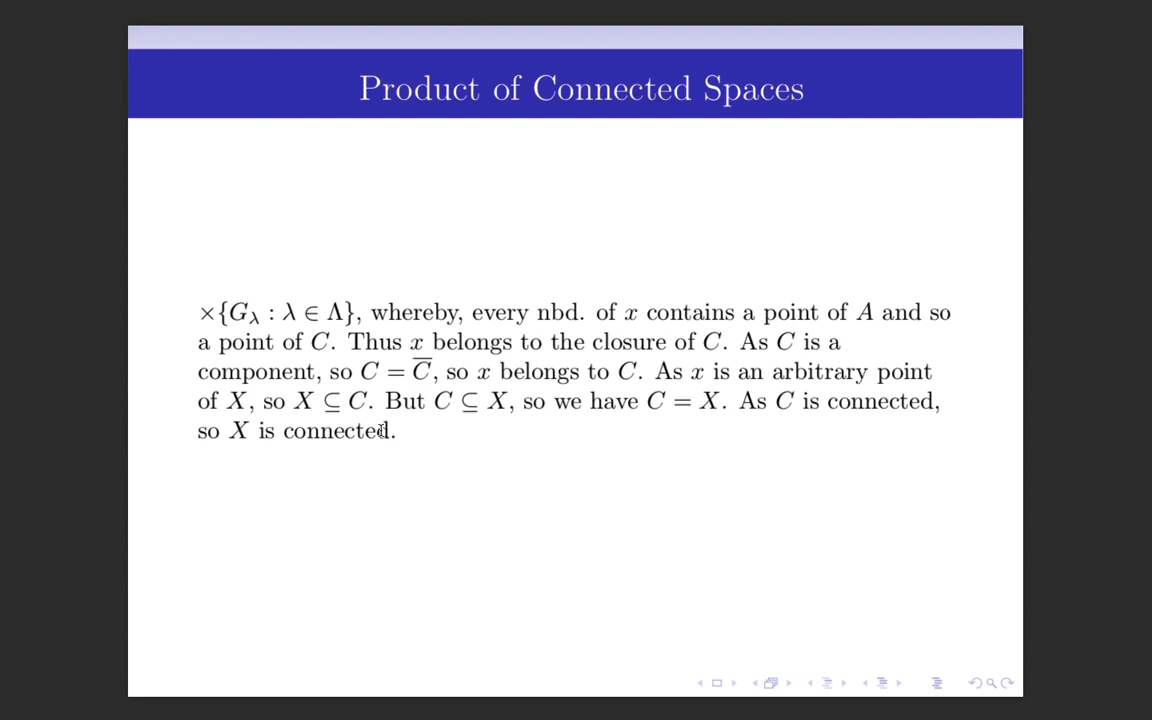 Product of Connected Spaces
×{G_λ : λ ∈ Λ}, whereby, every nbd. of x contains a point of A and so
a point of C. Thus x belongs to the closure of C. As C is a
component, so C = C̅, so x belongs to C. As x is an arbitrary point
of X, so X ⊆ C. But C ⊆ X, so we have C = X. As C is connected,
so X is connected.